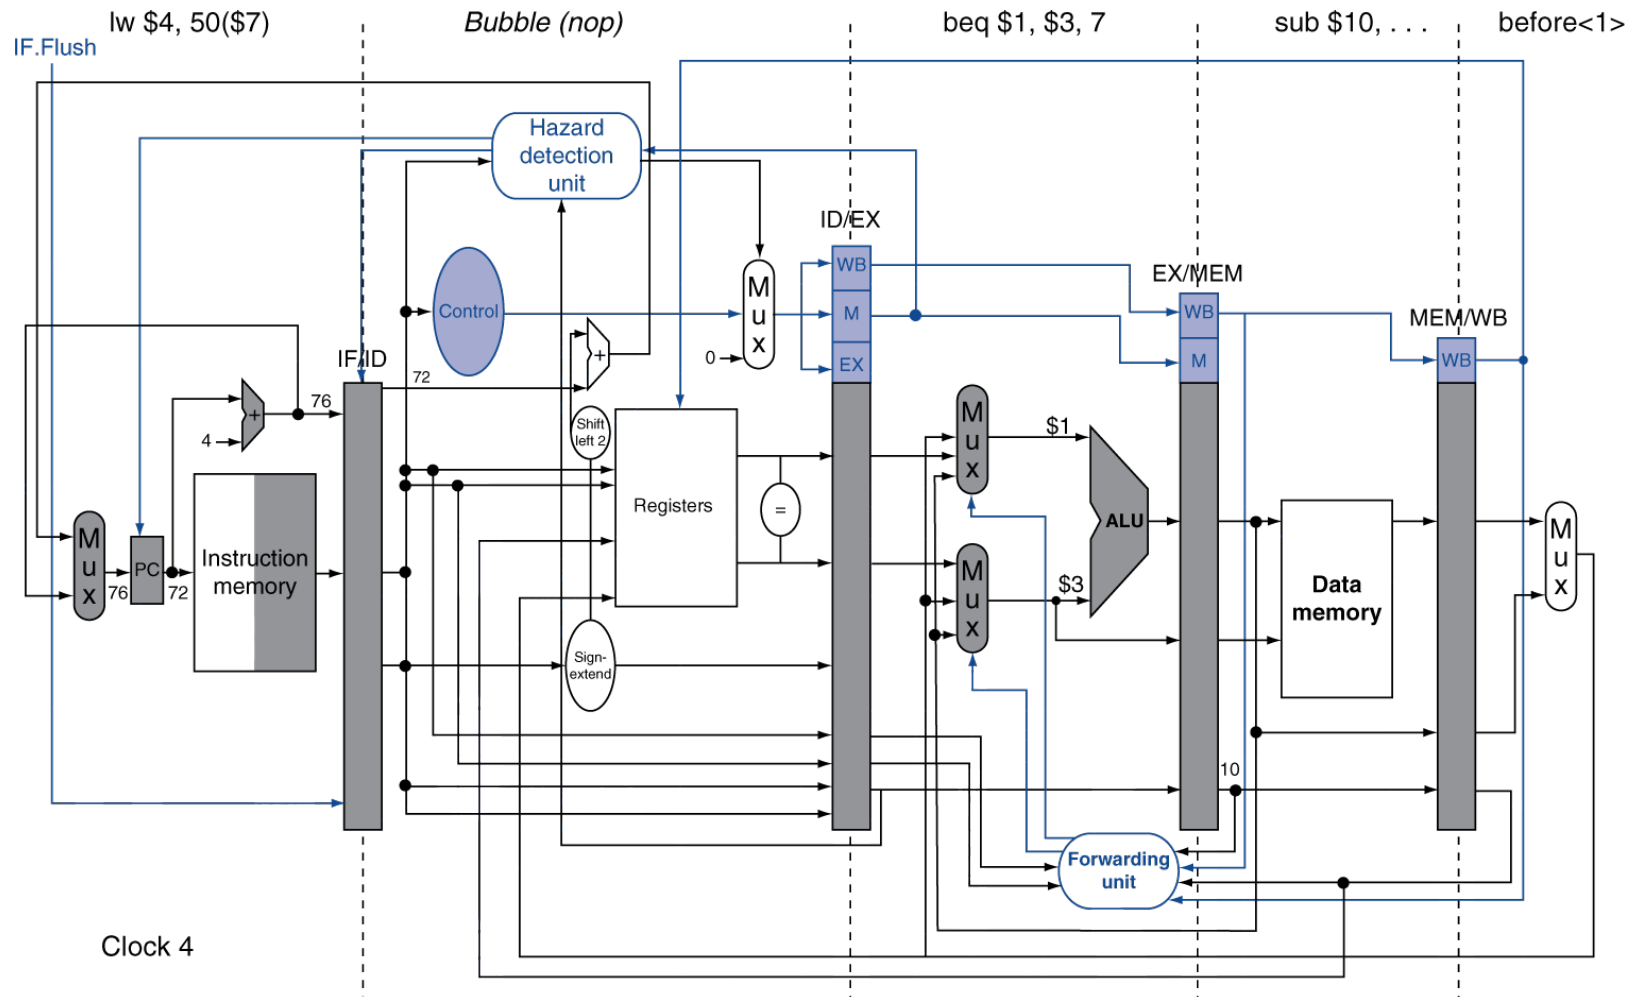 lw $4, 50($7)
Bubble (nop)
beq $1, $3, 7
sub $10, . . .
before<1>
IF.Flush
Hazard
detection
unit
ID/EX
WB
EX/MEM
M
u
x
Control
M
WB
MEM/WB
0
EX
M
WB
IF/ID
+
72
76
+
4
Shift
left 2
M
u
x
$1
Registers
=
ALU
M
u
x
PC
76
72
Instruction
memory
M
u
x
$3
Data
memory
M
u
x
Sign-
extend
10
Forwarding
unit
Clock 4